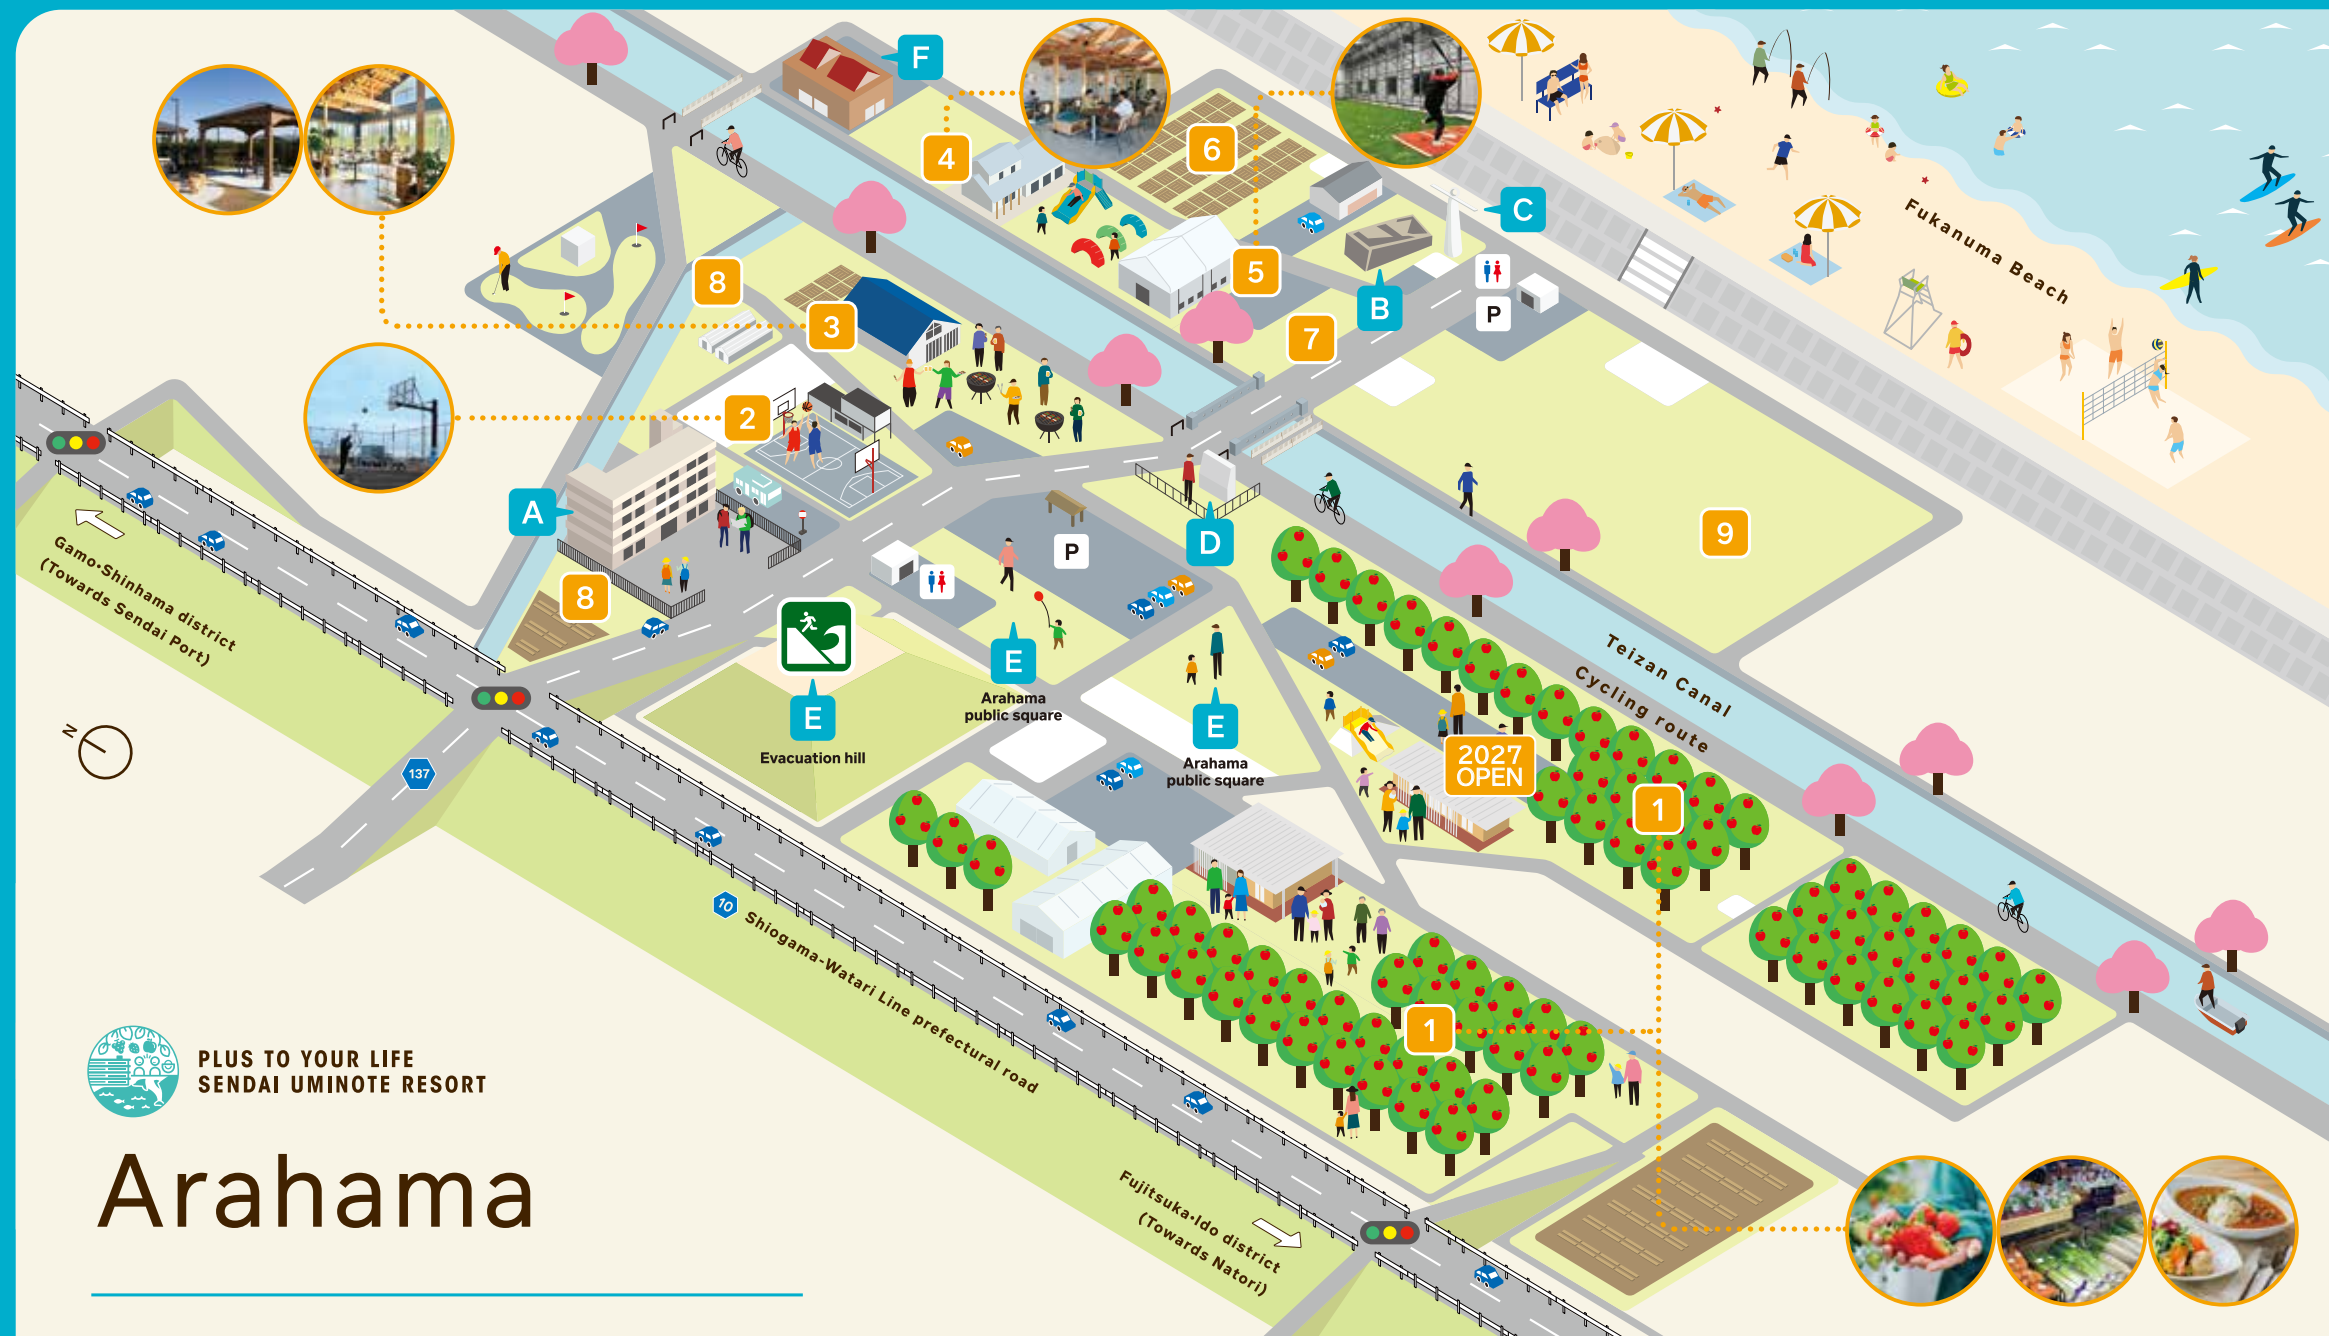 F
4
6
C
8
5
B
P
3
7
2
A
D
9
P
8
Fukanuma Beach
Gamo•Shinhama district
(Towards Sendai Port)
E
Arahama
public square
E
Evacuation hill
E
Arahama
public square
Teizan Canal
Cycling route
N
137
2027
OPEN
1
10
Shiogama-Watari Line prefectural road
1
PLUS TO YOUR LIFE
SENDAI UMINOTE RESORT
Arahama
Fujitsuka•Ido district
(Towards Natori)